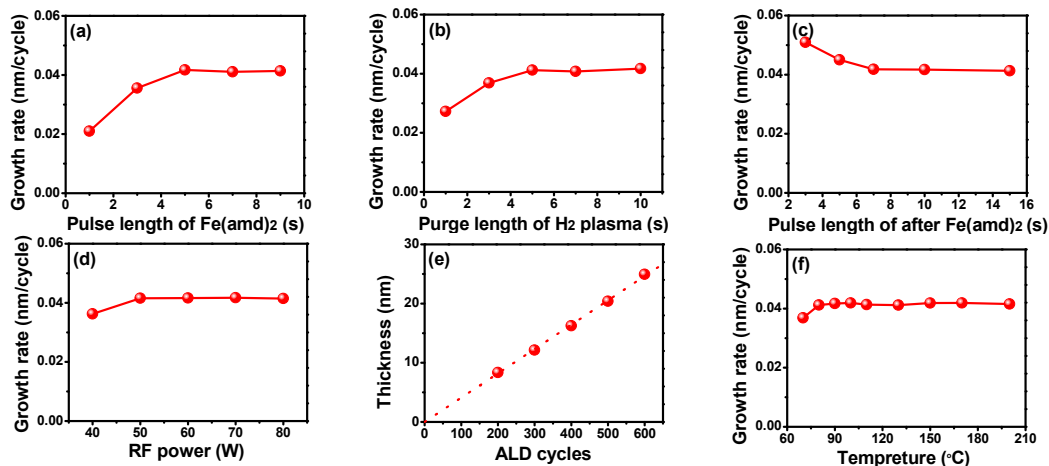 (a)
Growth rate (nm/cycle)
0.06
0.04
0.02
0.00
0 2 4 6 8 10
Pulse length of Fe(amd)2 (s)
(b)
Growth rate (nm/cycle)
0.06
0.04
0.02
0.00
0 2 4 6 8 10
Purge length of H2 plasma (s)
(c)
Growth rate (nm/cycle)
0.06
0.04
0.02
0.00
2 4 6 8 10 12 14 16
Pulse length of after Fe(amd)2 (s)
(d)
Growth rate (nm/cycle)
0.06
0.04
0.02
0.00
40 50 60 70 80
RF power (W)
(e)
Thickness (nm)
30
20
10
0
0 100 200 300 400 500 600
ALD cycles
(f)
Growth rate (nm/cycle)
0.06
0.04
0.02
0.00
60 90 120 150 180 210
Tempreture (°C)